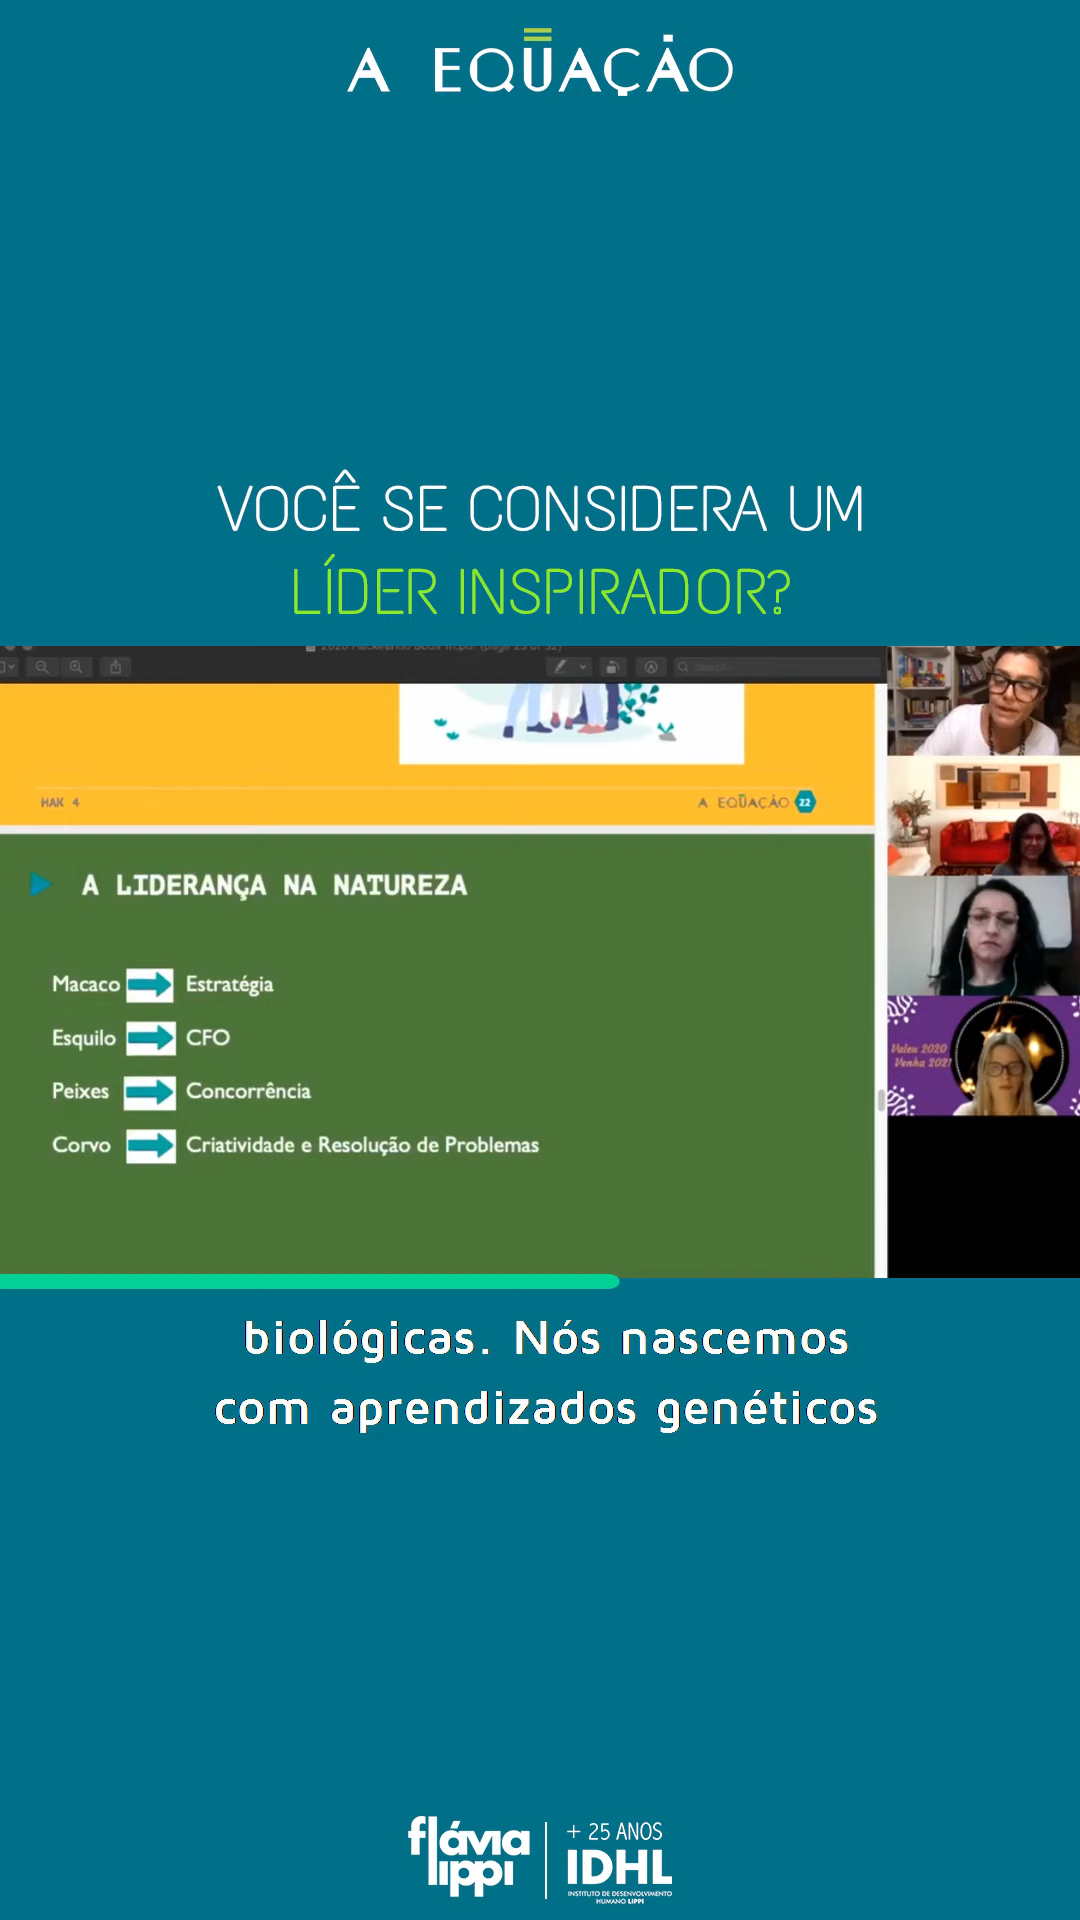 A EQUAÇÃO
VOCÊ SE CONSIDERA UM
LÍDER INSPIRADOR?
HAK 4
A EQUAÇÃO 22
A LIDERANÇA NA NATUREZA
Macaco Estratégia
Esquilo CFO
Peixes Concorrência
Corvo Criatividade e Resolução de Problemas
Valeu 2020
Venha 2021
biológicas. Nós nascemos
com aprendizados genéticos
flávia
lippi
+ 25 ANOS
IDHL
INSTITUTO DE DESENVOLVIMENTO
HUMANO LIPPI